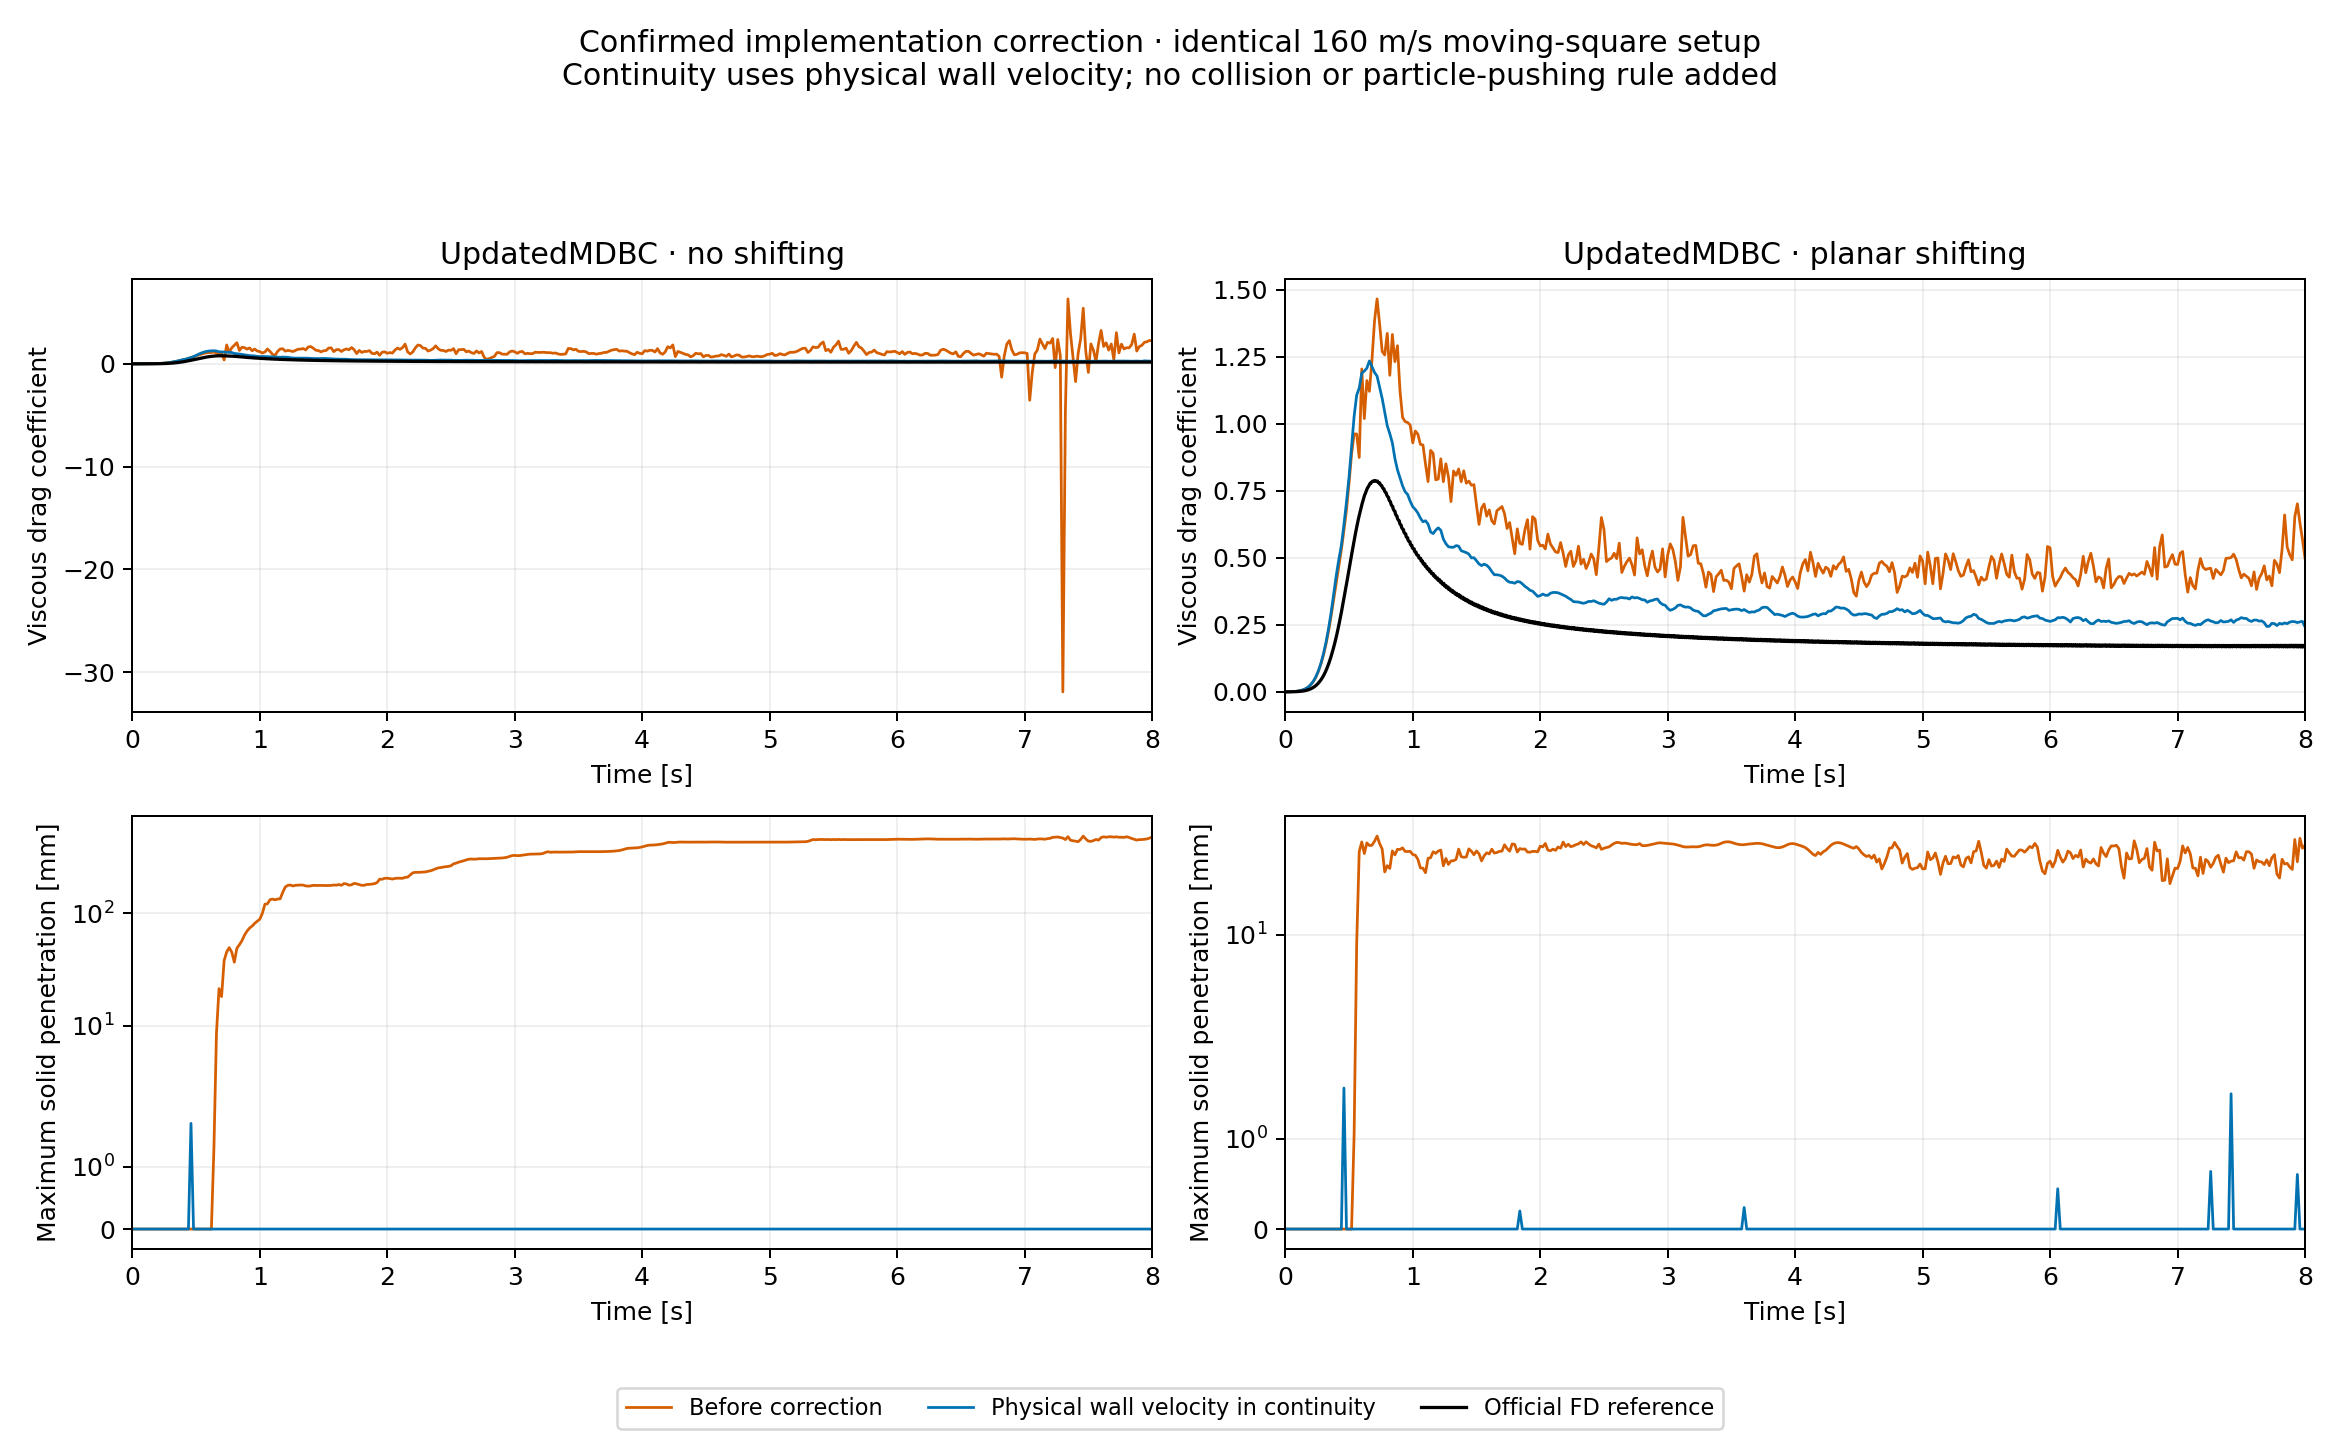 Confirmed implementation correction · identical 160 m/s moving-square setup
Continuity uses physical wall velocity; no collision or particle-pushing rule added
UpdatedMDBC · no shifting
Viscous drag coefficient
0
−10
−20
−30
0 1 2 3 4 5 6 7 8
Time [s]
UpdatedMDBC · planar shifting
Viscous drag coefficient
1.50
1.25
1.00
0.75
0.50
0.25
0.00
0 1 2 3 4 5 6 7 8
Time [s]
Maximum solid penetration [mm]
10²
10¹
10⁰
0
0 1 2 3 4 5 6 7 8
Time [s]
Maximum solid penetration [mm]
10¹
10⁰
0
0 1 2 3 4 5 6 7 8
Time [s]
Before correction
Physical wall velocity in continuity
Official FD reference